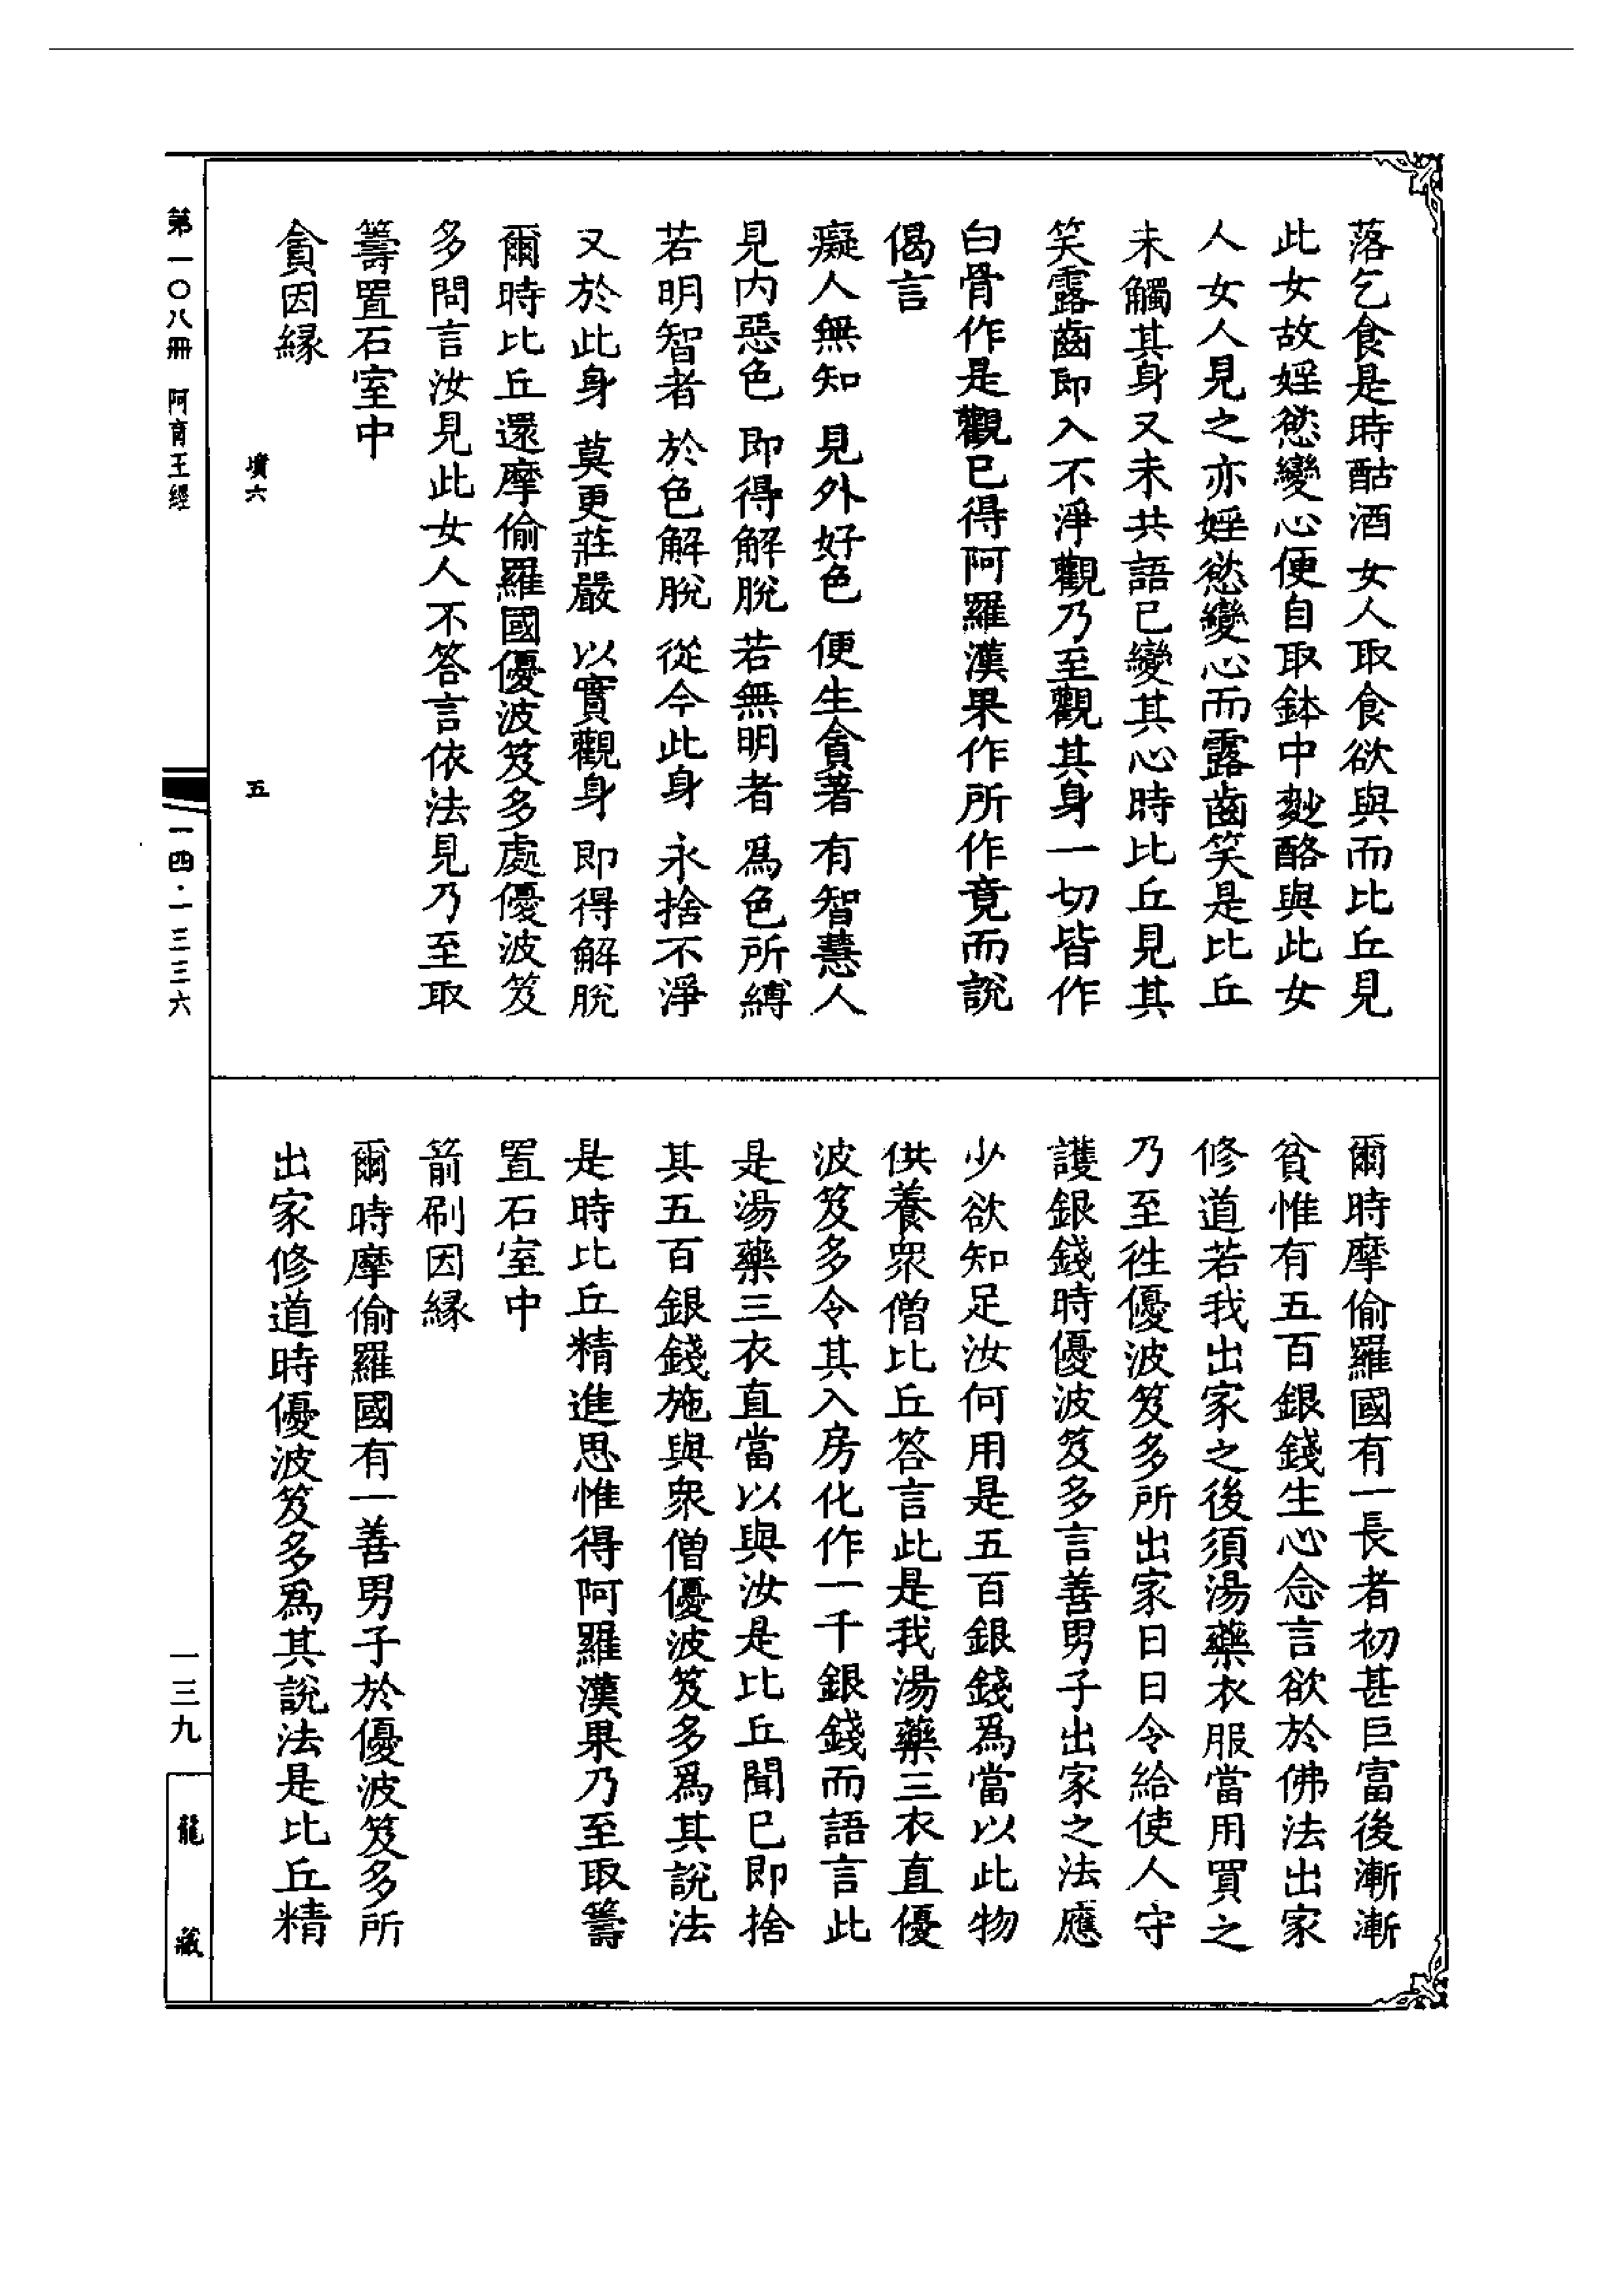 落乞食是時酤酒女人取食欲與而比丘見
此女故婬慾變心便自取鉢中麨酪與此女
人女人見之亦婬慾變心而露齒笑是比丘
未觸其身又未共語已變其心時比丘見其
笑露齒即入不淨觀乃至觀其身一切皆作
白骨作是觀已得阿羅漢果作所作竟而說
偈言
癡人無知 見外好色 便生貪著 有智慧人
見内惡色 即得解脫 若無明者 爲色所縛
若明智者 於色解脫 從今此身 永捨不淨
又於此身 莫更莊嚴 以實觀身 即得解脫
爾時比丘還摩偷羅國優波笈多處優波笈
多問言汝見此女人不答言依法見乃至取
籌置石室中
貪因緣
墳六 五
爾時摩偷羅國有一長者初甚巨富後漸漸
貧惟有五百銀錢生心念言欲於佛法出家
修道若我出家之後須湯藥衣服當用買之
乃至往優波笈多所出家日日令給使人守
護銀錢時優波笈多言善男子出家之法應
少欲知足汝何用是五百銀錢爲當以此物
供養眾僧比丘答言此是我湯藥三衣直優
波笈多令其入房化作一千銀錢而語言此
是湯藥三衣直當以與汝是比丘聞已即捨
其五百銀錢施與眾僧優波笈多爲其說法
是時比丘精進思惟得阿羅漢果乃至取籌
置石室中
箭刷因緣
爾時摩偷羅國有一善男子於優波笈多所
出家修道時優波笈多爲其說法是比丘精
第一〇八冊 阿育王經
一四·一三三六
一三九
龍藏